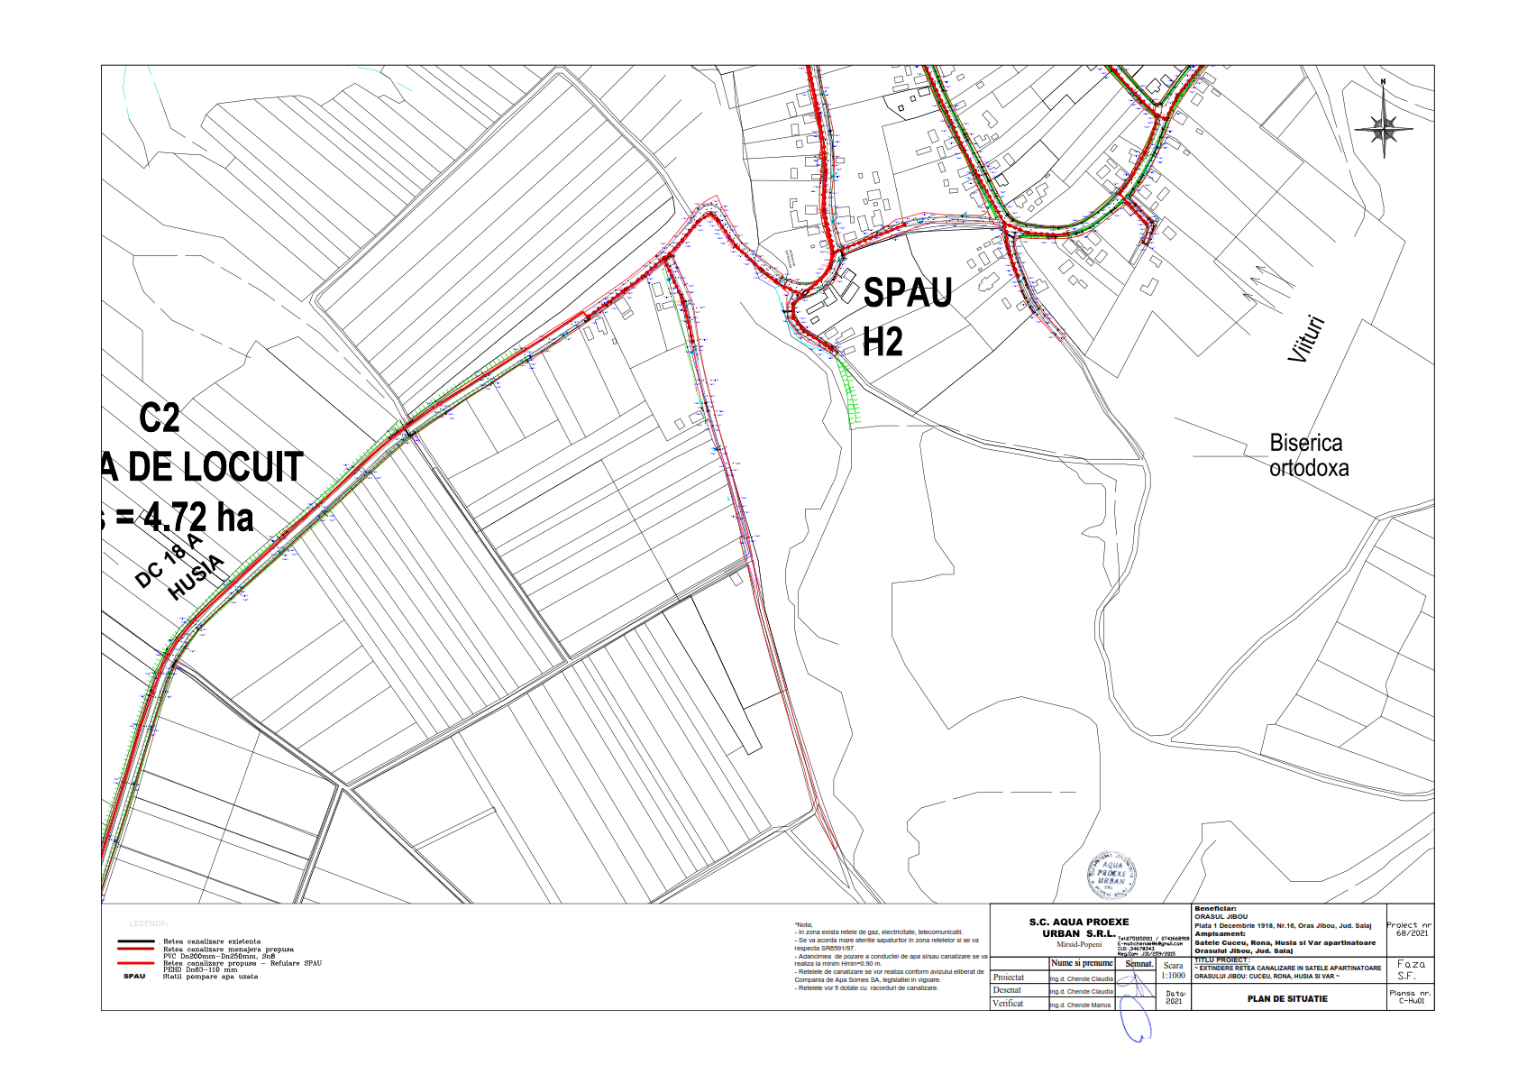 N
SPAU
H2
Viituri
Biserica
ortodoxa
C2
A DE LOCUIT
s = 4.72 ha
DC 18 A
HUSIA
AQUA
PROEXE
URBAN
SRL
LEGENDA:
Retea canalizare existenta
Retea canalizare menajera propusa
PVC Dn200mm-Dn250mm, Sn8
Retea canalizare propusa - Refulare SPAU
PEHD Dn63-110 mm
SPAU Statii pompare apa uzata
*Nota;
- In zona exista retele de gaz, electricitate, telecomunicatii.
- Se va acorda mare atentie sapaturilor in zona retelelor si se va
respecta SR8591/97.
- Adancimea de pozare a conductei de apa si/sau canalizare se va
realiza la minim Hmin=0.90 m.
- Retelele de canalizare se vor realiza conform avizului eliberat de
Compania de Apa Somes SA, legislatiei in vigoare.
- Retelele vor fi dotate cu racorduri de canalizare.
S.C. AQUA PROEXE
URBAN S.R.L.
Mirsid-Popeni
Nume si prenume
Semnat.
Scara
1:1000
Proiectat
ing.d. Chende Claudia
Desenat
ing.d. Chende Claudia
Verificat
ing.d. Chende Marius
Data:
2021
Beneficiar:
ORASUL JIBOU
Piata 1 Decembrie 1918, Nr.16, Oras Jibou, Jud. Salaj
Amplsament:
Satele Cuceu, Rona, Husia si Var apartinatoare
Orasului Jibou, Jud. Salaj
TITLU PROIECT:
~ EXTINDERE RETEA CANALIZARE IN SATELE APARTINATOARE
ORASULUI JIBOU: CUCEU, RONA, HUSIA SI VAR ~
PLAN DE SITUATIE
Proiect nr
68/2021
Faza
S.F.
Plansa nr.
C-Hu01